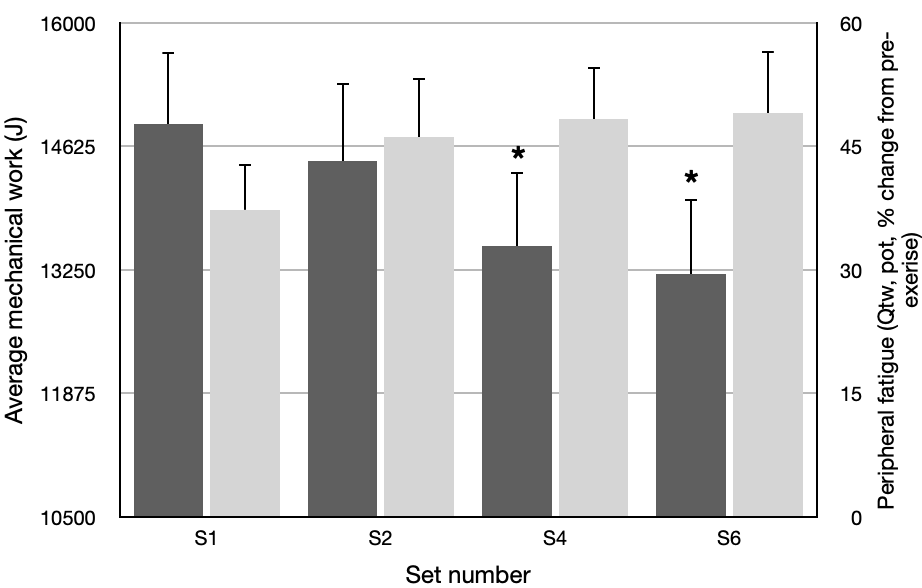 16000
14625
13250
11875
10500
Average mechanical work (J)
60
45
30
15
0
Peripheral fatigue (Qtw, pot, % change from pre-
exerise)
*
*
S1
S2
S4
S6
Set number